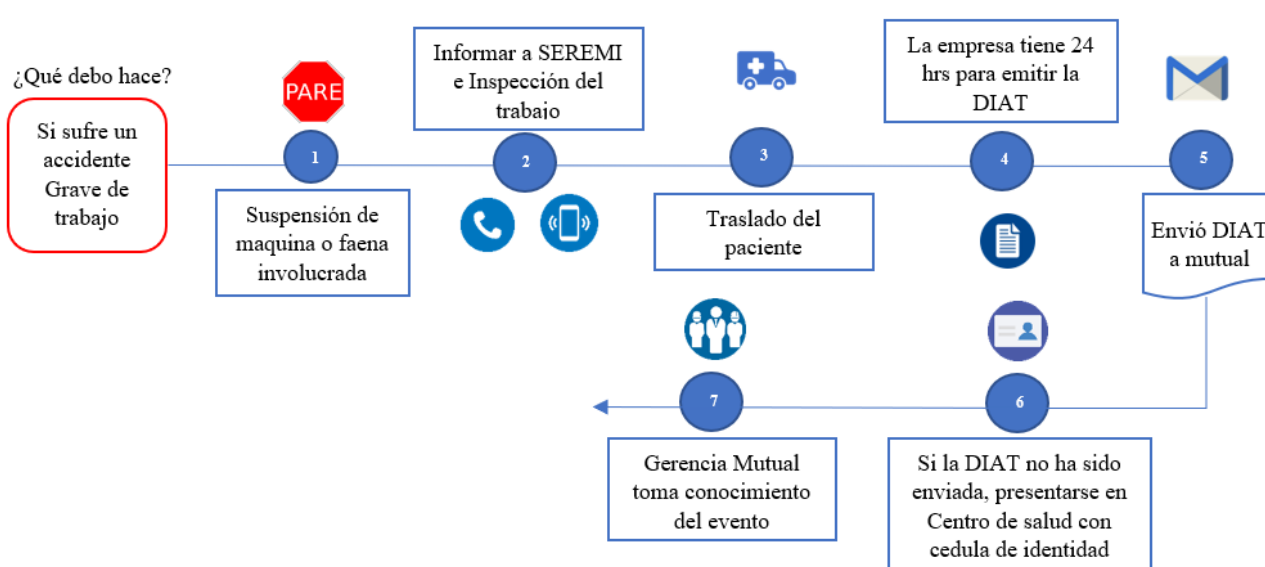 ¿Qué debo hace?
Si sufre un
accidente
Grave de
trabajo
PARE
1
Suspensión de
maquina o faena
involucrada
Informar a SEREMI
e Inspección del
trabajo
2
3
Traslado del
paciente
La empresa tiene 24
hrs para emitir la
DIAT
4
5
Envió DIAT
a mutual
6
Si la DIAT no ha sido
enviada, presentarse en
Centro de salud con
cedula de identidad
7
Gerencia Mutual
toma conocimiento
del evento